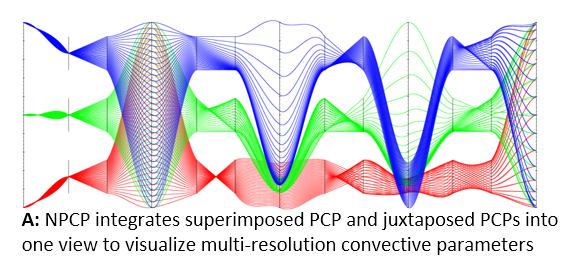 A: NPCP integrates superimposed PCP and juxtaposed PCPs into
one view to visualize multi-resolution convective parameters